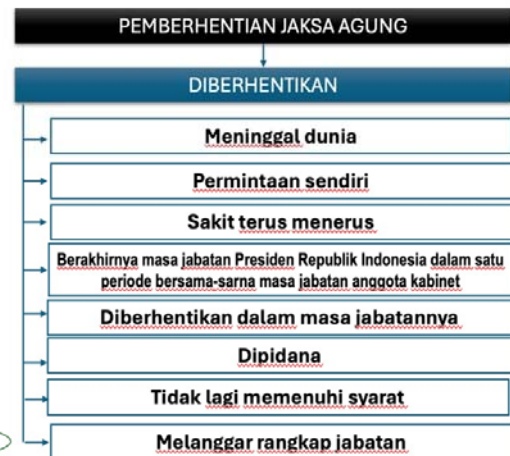 PEMBERHENTIAN JAKSA AGUNG
DIBERHENTIKAN
Meninggal dunia
Permintaan sendiri
Sakit terus menerus
Berakhirnya masa jabatan Presiden Republik Indonesia dalam satu
periode bersama-sarna masa jabatan anggota kabinet
Diberhentikan dalam masa jabatannya
Dipidana
Tidak lagi memenuhi syarat
Melanggar rangkap jabatan